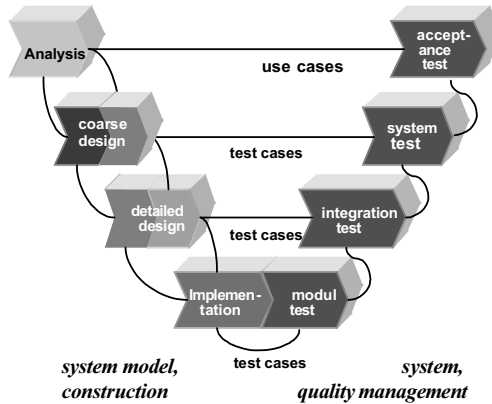 Analysis
accept-
ance
test
use cases
coarse
design
system
test
test cases
detailed
design
integration
test
test cases
Implemen-
tation
modul
test
test cases
system model,
construction
system,
quality management